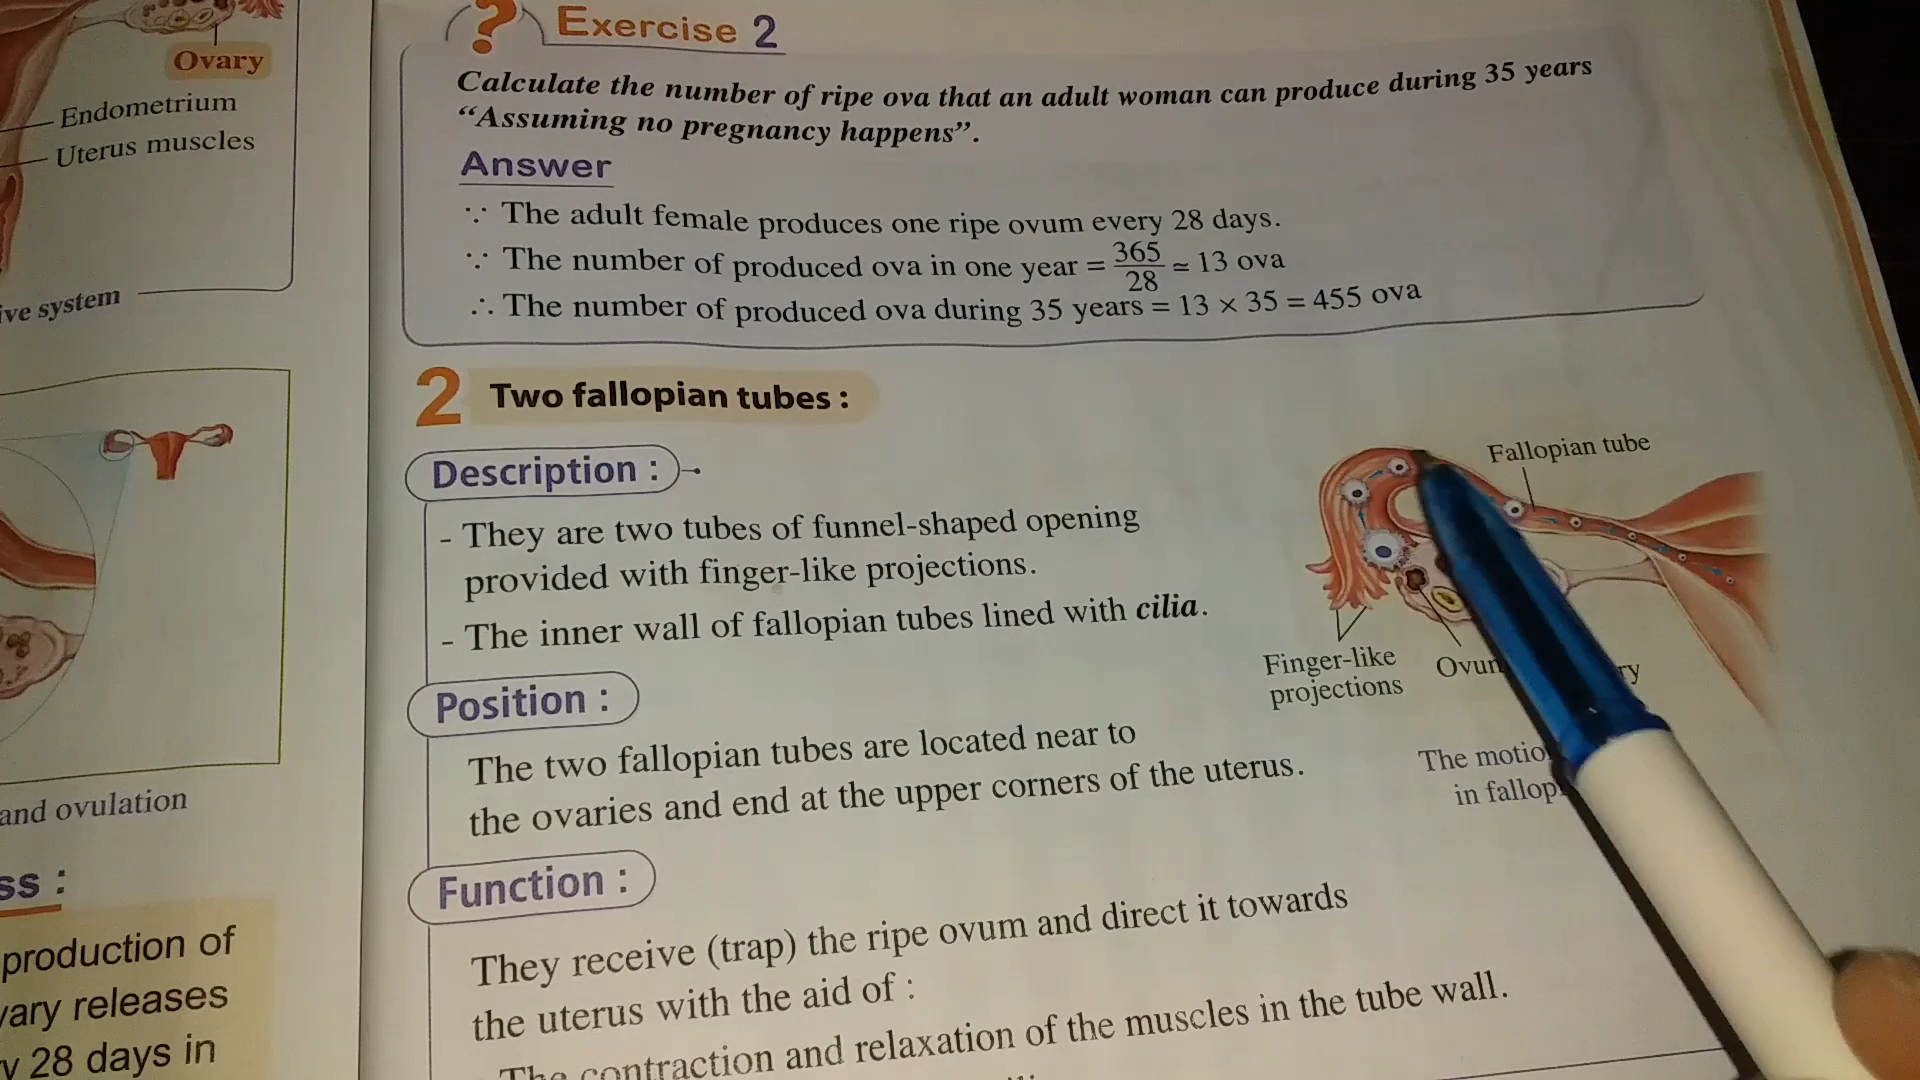 Ovary
Endometrium
Uterus muscles
ive system
and ovulation
ss :
production of
vary releases
28 days in
? Exercise 2
Calculate the number of ripe ova that an adult woman can produce during 35 years
“Assuming no pregnancy happens”.
Answer
∵ The adult female produces one ripe ovum every 28 days.
∵ The number of produced ova in one year = 365/28 ≃ 13 ova
∴ The number of produced ova during 35 years = 13 × 35 = 455 ova
2 Two fallopian tubes :
Description :
- They are two tubes of funnel-shaped opening
provided with finger-like projections.
- The inner wall of fallopian tubes lined with cilia.
Fallopian tube
Finger-like
projections
Position :
The two fallopian tubes are located near to
the ovaries and end at the upper corners of the uterus.
The
in
Function :
They receive (trap) the ripe ovum and direct it towards
the uterus with the aid of :
The contraction and relaxation of the muscles in the tube wall.